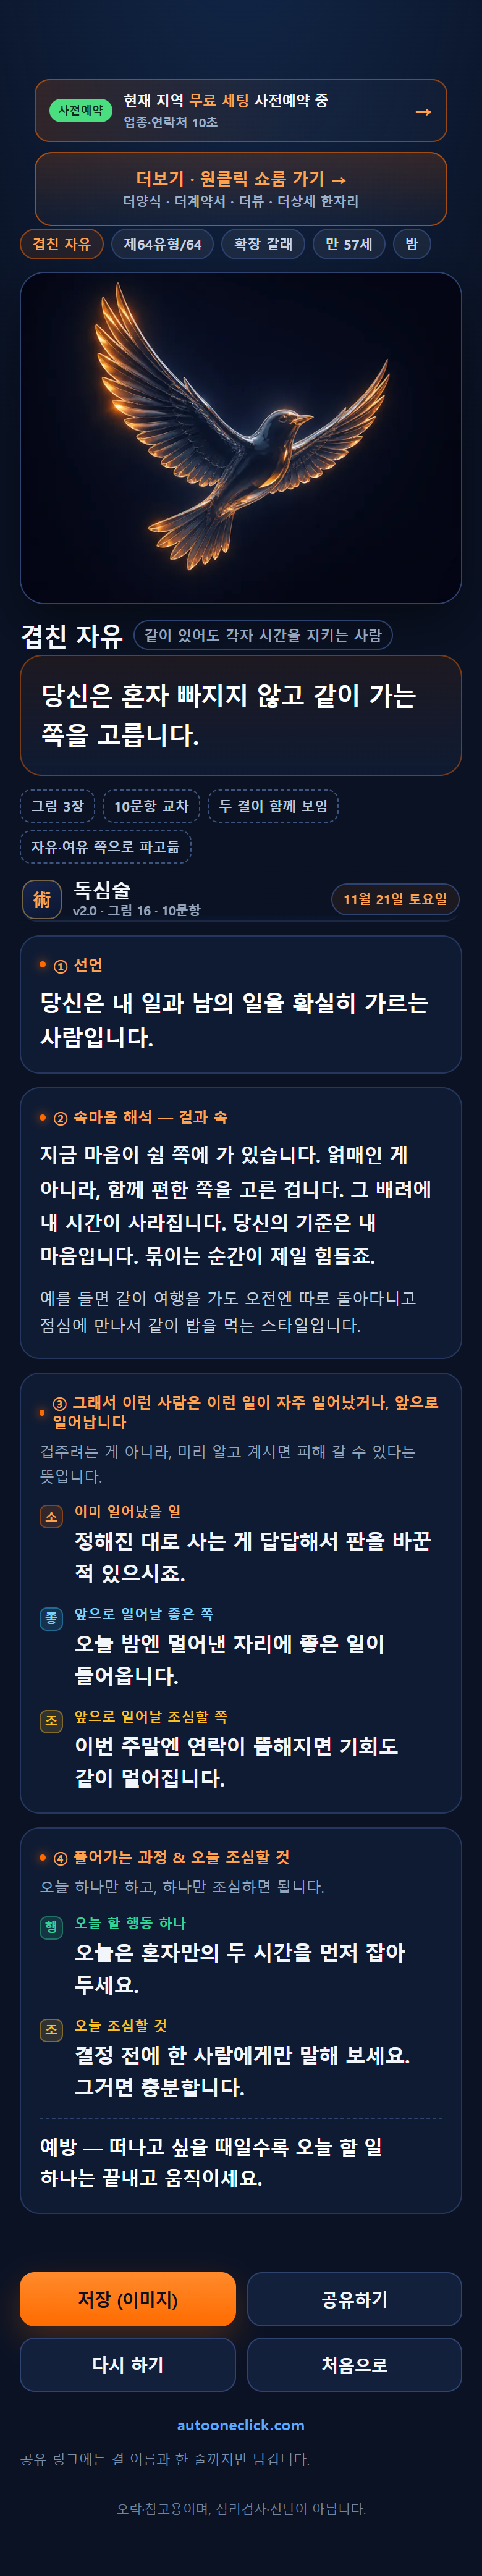 사전예약
현재 지역 무료 세팅 사전예약 중
업종·연락처 10초
→
더보기 · 원클릭 쇼룸 가기 →
더양식 · 더계약서 · 더뷰 · 더상세 한자리
겹친 자유
제64유형/64
확장 갈래
만 57세
밤
겹친 자유
같이 있어도 각자 시간을 지키는 사람
당신은 혼자 빠지지 않고 같이 가는
쪽을 고릅니다.
그림 3장
10문항 교차
두 결이 함께 보임
자유·여유 쪽으로 파고듦
術
독심술
v2.0 · 그림 16 · 10문항
11월 21일 토요일
① 선언
당신은 내 일과 남의 일을 확실히 가르는
사람입니다.
② 속마음 해석 — 겉과 속
지금 마음이 쉼 쪽에 가 있습니다. 얽매인 게
아니라, 함께 편한 쪽을 고른 겁니다. 그 배려에
내 시간이 사라집니다. 당신의 기준은 내
마음입니다. 묶이는 순간이 제일 힘들죠.
예를 들면 같이 여행을 가도 오전엔 따로 돌아다니고
점심에 만나서 같이 밥을 먹는 스타일입니다.
③ 그래서 이런 사람은 이런 일이 자주 일어났거나, 앞으로
일어납니다
겁주려는 게 아니라, 미리 알고 계시면 피해 갈 수 있다는
뜻입니다.
소
이미 일어났을 일
정해진 대로 사는 게 답답해서 판을 바꾼
적 있으시죠.
좋
앞으로 일어날 좋은 쪽
오늘 밤엔 덜어낸 자리에 좋은 일이
들어옵니다.
조
앞으로 일어날 조심할 쪽
이번 주말엔 연락이 뜸해지면 기회도
같이 멀어집니다.
④ 풀어가는 과정 & 오늘 조심할 것
오늘 하나만 하고, 하나만 조심하면 됩니다.
행
오늘 할 행동 하나
오늘은 혼자만의 두 시간을 먼저 잡아
두세요.
조
오늘 조심할 것
결정 전에 한 사람에게만 말해 보세요.
그거면 충분합니다.
예방 — 떠나고 싶을 때일수록 오늘 할 일
하나는 끝내고 움직이세요.
저장 (이미지)
공유하기
다시 하기
처음으로
autooneclick.com
공유 링크에는 결 이름과 한 줄까지만 담깁니다.
오락·참고용이며, 심리검사·진단이 아닙니다.